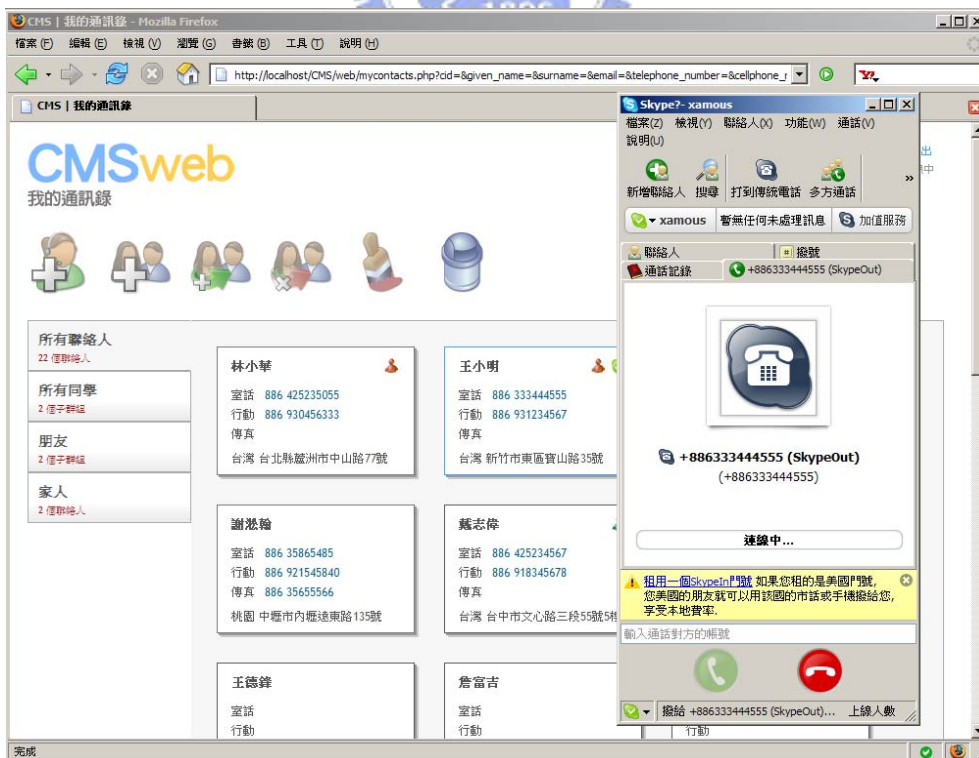 1896
CMS | 我的通訊錄 - Mozilla Firefox
檔案(F) 編輯(E) 檢視(V) 瀏覽(G) 書籤(B) 工具(T) 說明(H)
http://localhost/CMS/web/mycontacts.php?cid=&given_name=&surname=&email=&telephone_number=&cellphone_r
CMS | 我的通訊錄
CMSweb
我的通訊錄
出
中
所有聯絡人
22 個聯絡人
所有同學
2 個子群組
朋友
2 個子群組
家人
2 個聯絡人
林小華
室話 886 425235055
行動 886 930456333
傳真
台灣 台北縣蘆洲市中山路77號
王小明
室話 886 333444555
行動 886 931234567
傳真
台灣 新竹市東區寶山路35號
謝淞翰
室話 886 35865485
行動 886 921545840
傳真 886 35655566
桃園 中壢市內壢遠東路135號
戴志偉
室話 886 425234567
行動 886 918345678
傳真
台灣 台中市文心路三段55號5樓
王德鋒
室話
行動
詹富吉
室話
行動
行動
Skype?- xamous
檔案(Z) 檢視(Y) 聯絡人(X) 功能(W) 通話(V)
說明(U)
新增聯絡人 搜尋 打到傳統電話 多方通話 »
xamous 暫無任何未處理訊息 加值服務
聯絡人 撥號
通話記錄 +886333444555 (SkypeOut)
+886333444555 (SkypeOut)
(+886333444555)
連線中...
租用一個SkypeIn門號 如果您租的是美國門號,
您美國的朋友就可以用該國的市話或手機撥給您,
享受本地費率.
輸入通話對方的帳號
撥給 +886333444555 (SkypeOut)... 上線人數
完成